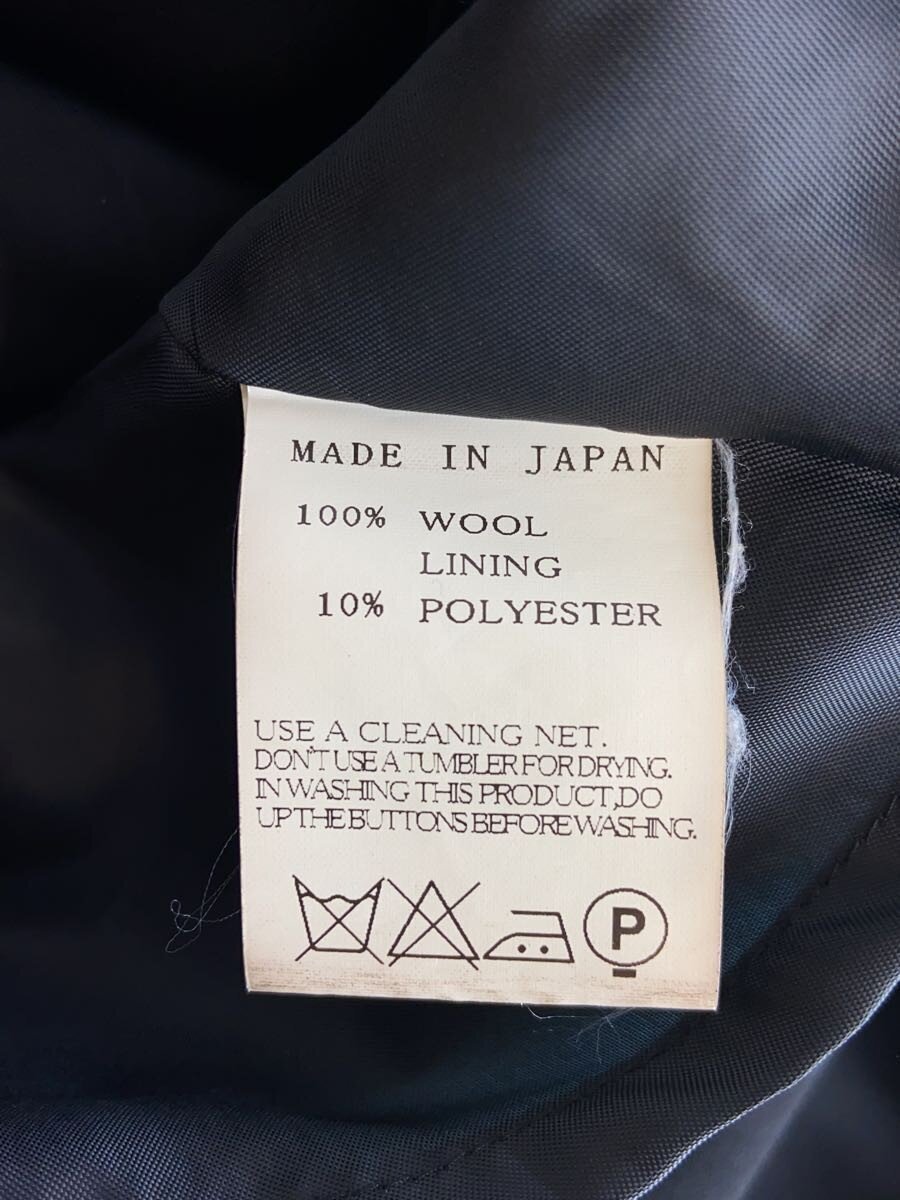 MADE IN JAPAN
100% WOOL
LINING
10% POLYESTER
USE A CLEANING NET.
DON'T USE A TUMBLER FOR DRYING.
IN WASHING THIS PRODUCT,DO
UP THE BUTTONS BEFORE WASHING.
P